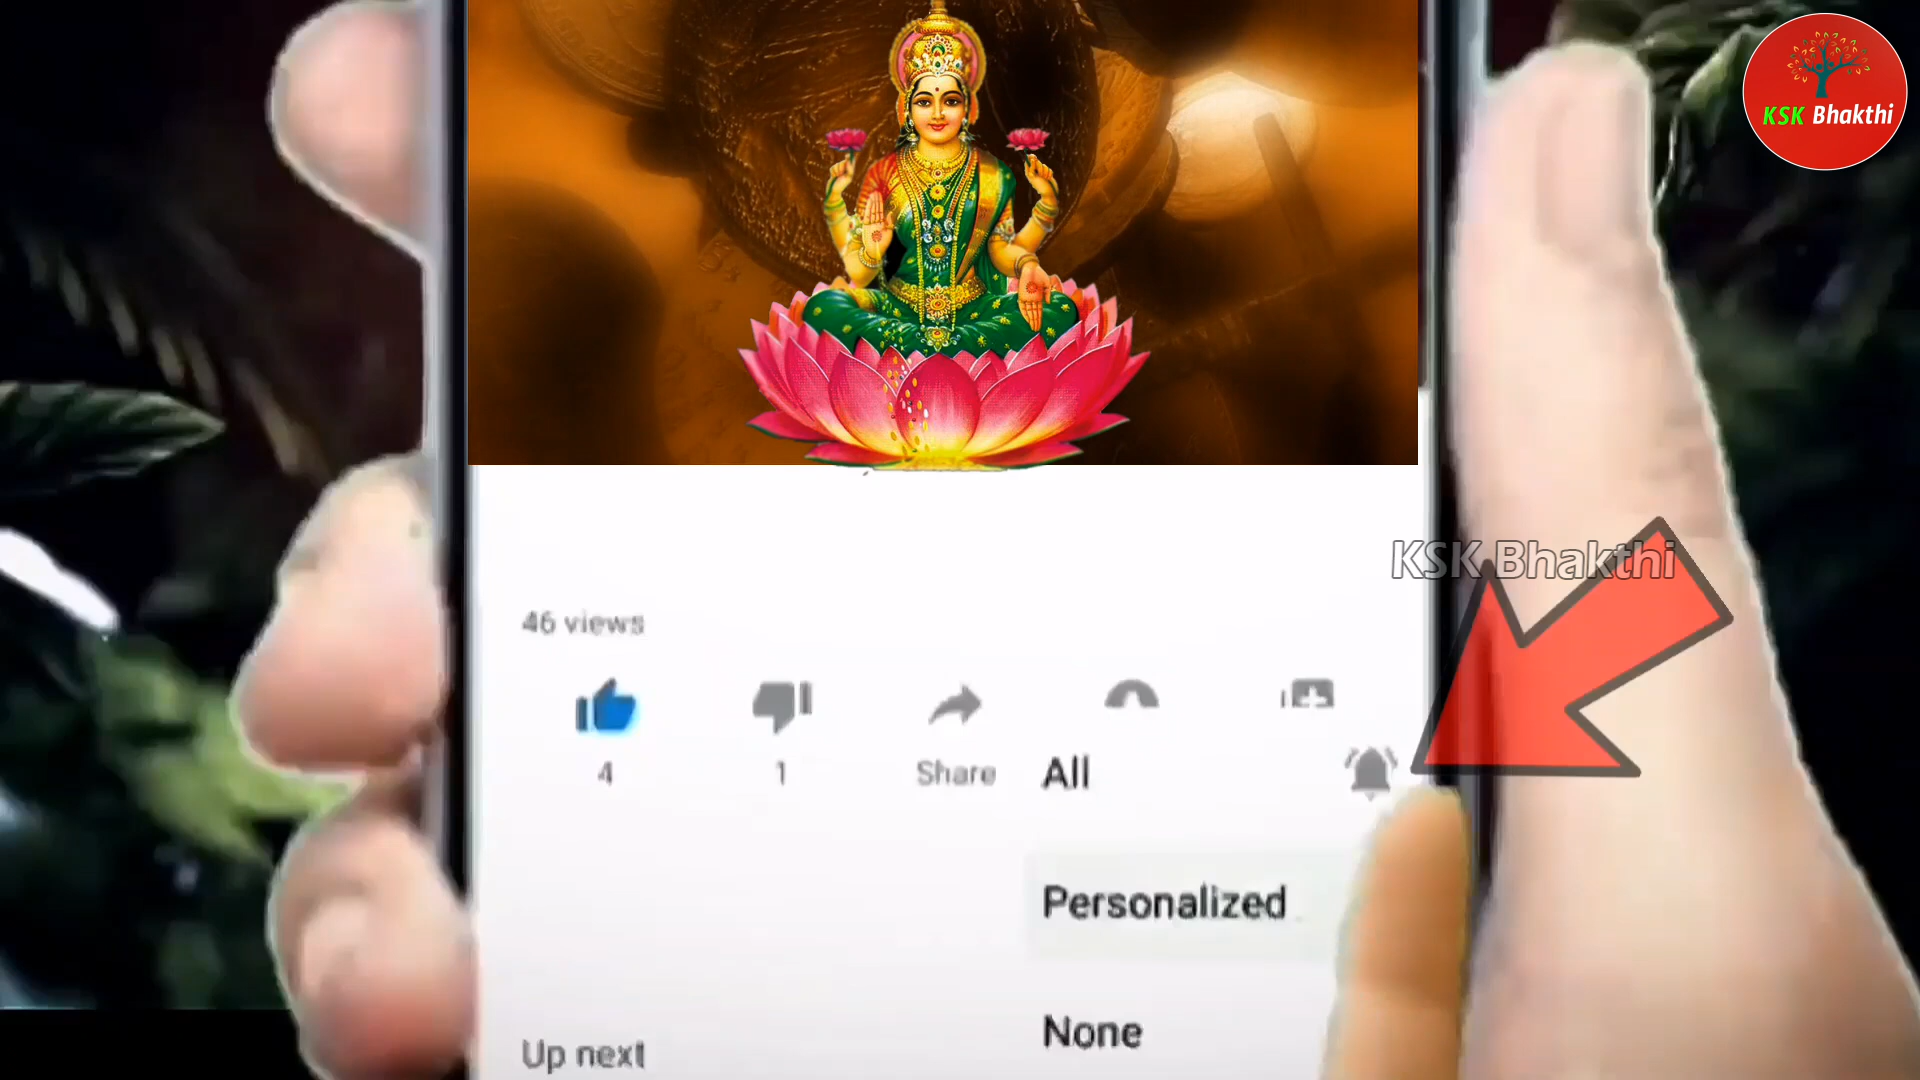 KSK Bhakthi
KSK Bhakthi
46 views
4
1
Share
All
Personalized
None
Up next